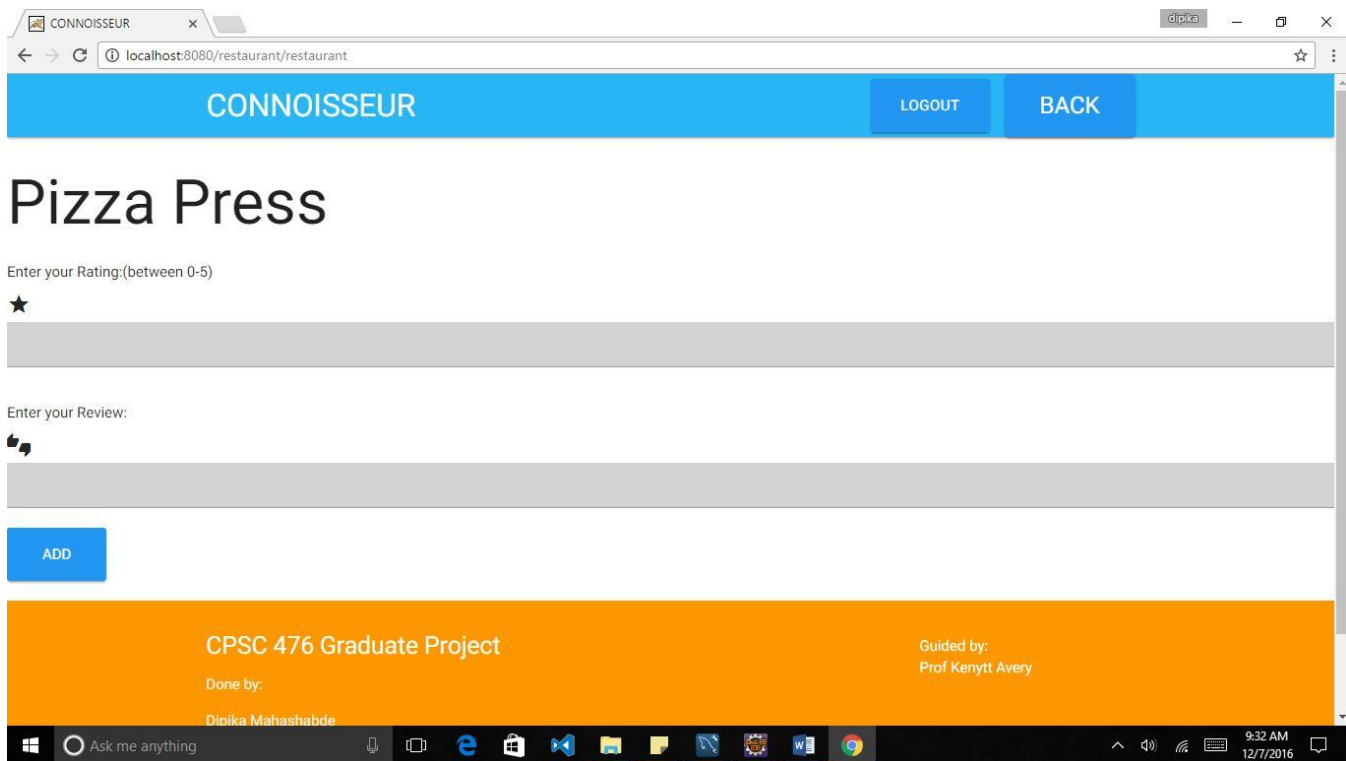 CONNOISSEUR
dipika
localhost:8080/restaurant/restaurant
CONNOISSEUR
LOGOUT
BACK
Pizza Press
Enter your Rating:(between 0-5)
Enter your Review:
ADD
CPSC 476 Graduate Project
Guided by:
Prof Kenytt Avery
Done by:
Dipika Mahashabde
Ask me anything
9:32 AM
12/7/2016